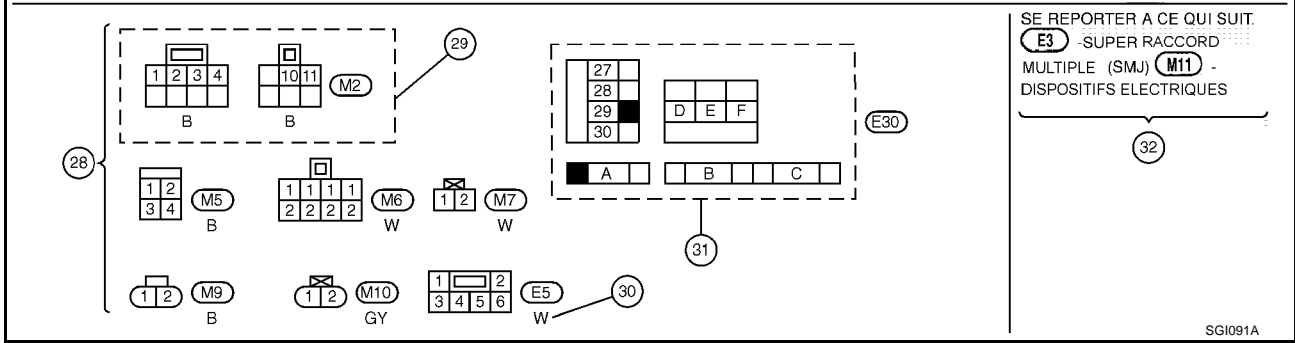 SE REPORTER A CE QUI SUIT.
E3 -SUPER RACCORD
MULTIPLE (SMJ) M11 -
DISPOSITIFS ELECTRIQUES
32
28
29
1 2 3 4
10 11
M2
B B
27
28
29
30
D E F
E30
A B C
31
1 2
3 4
M5
B
1 1 1 1
2 2 2 2
M6
W
1 2
M7
W
1 2
M9
B
1 2
M10
GY
1 2
3 4 5 6
E5
W
30
SGI091A